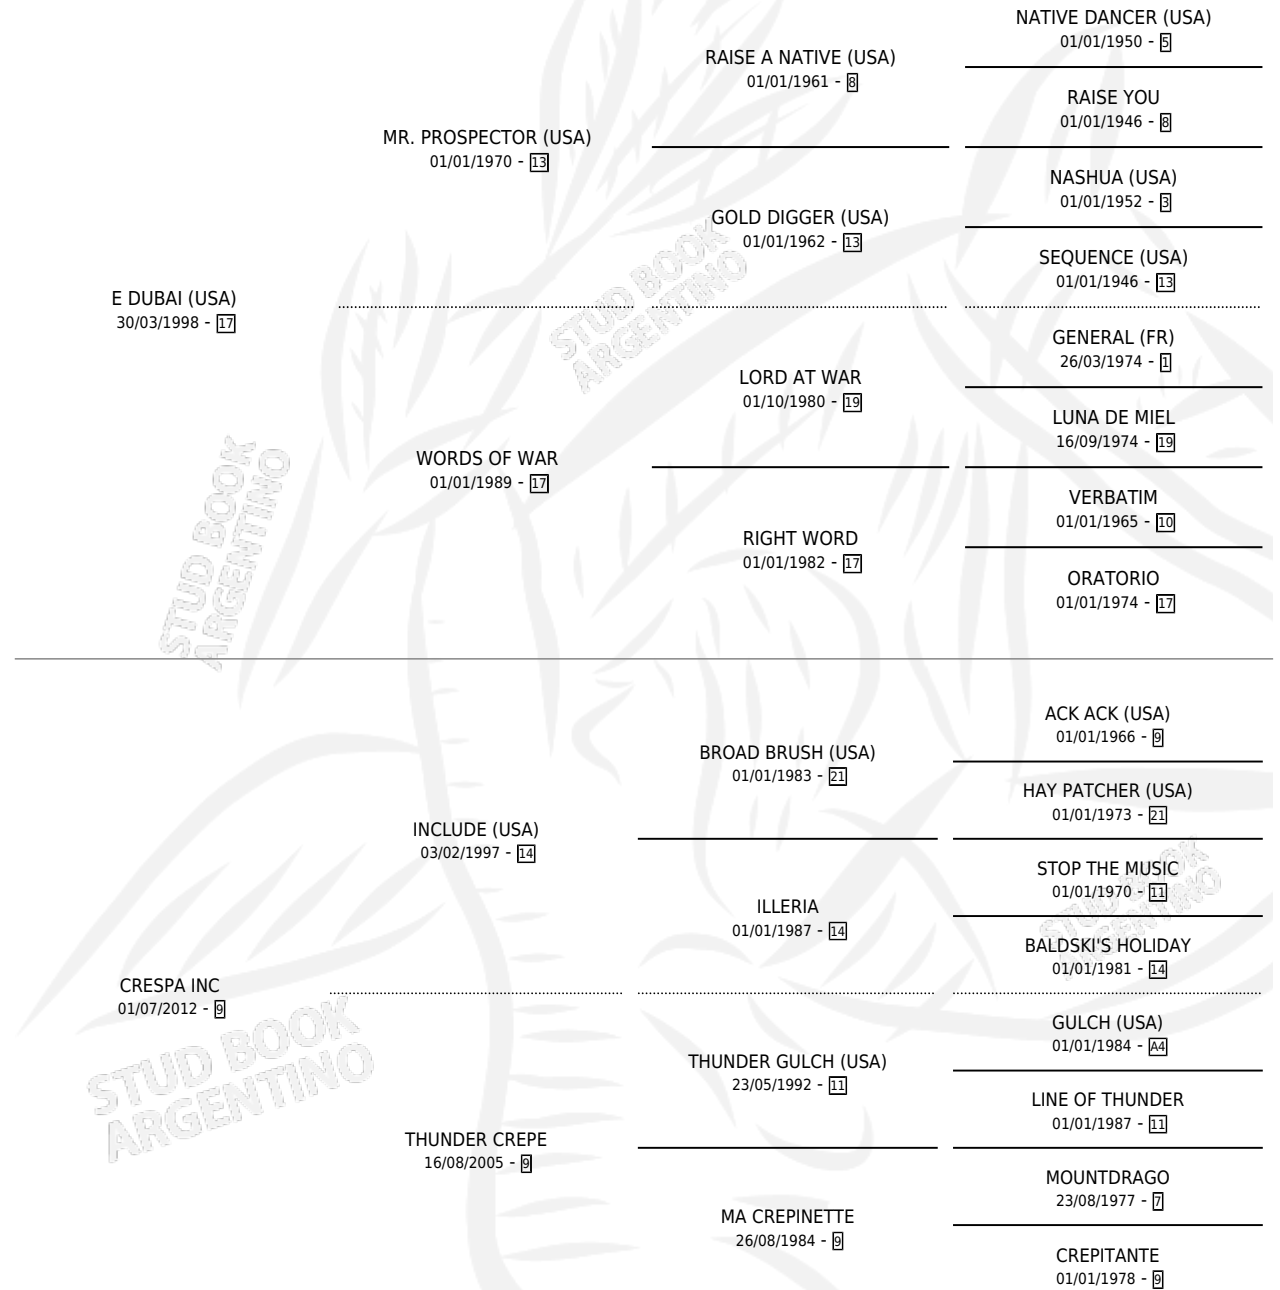 NATIVE DANCER (USA)
01/01/1950 - 5
RAISE A NATIVE (USA)
01/01/1961 - 8
RAISE YOU
01/01/1946 - 8
MR. PROSPECTOR (USA)
01/01/1970 - 13
NASHUA (USA)
01/01/1952 - 3
GOLD DIGGER (USA)
01/01/1962 - 13
SEQUENCE (USA)
01/01/1946 - 13
E DUBAI (USA)
30/03/1998 - 17
GENERAL (FR)
26/03/1974 - 1
LORD AT WAR
01/10/1980 - 19
LUNA DE MIEL
16/09/1974 - 19
WORDS OF WAR
01/01/1989 - 17
VERBATIM
01/01/1965 - 10
RIGHT WORD
01/01/1982 - 17
ORATORIO
01/01/1974 - 17
ACK ACK (USA)
01/01/1966 - 9
BROAD BRUSH (USA)
01/01/1983 - 21
HAY PATCHER (USA)
01/01/1973 - 21
INCLUDE (USA)
03/02/1997 - 14
STOP THE MUSIC
01/01/1970 - 11
ILLERIA
01/01/1987 - 14
BALDSKI'S HOLIDAY
01/01/1981 - 14
CRESPA INC
01/07/2012 - 9
GULCH (USA)
01/01/1984 - A4
THUNDER GULCH (USA)
23/05/1992 - 11
LINE OF THUNDER
01/01/1987 - 11
THUNDER CREPE
16/08/2005 - 9
MOUNTDRAGO
23/08/1977 - 7
MA CREPINETTE
26/08/1984 - 9
CREPITANTE
01/01/1978 - 9
STUD BOOK
ARGENTINO
STUD BOOK
ARGENTINO
STUD BOOK
ARGENTINO
STUD BOOK
ARGENTINO